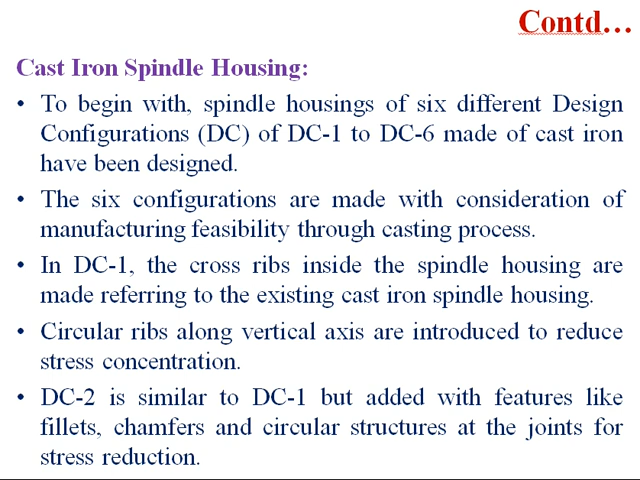 Contd…
Cast Iron Spindle Housing:
• To begin with, spindle housings of six different Design
Configurations (DC) of DC-1 to DC-6 made of cast iron
have been designed.
• The six configurations are made with consideration of
manufacturing feasibility through casting process.
• In DC-1, the cross ribs inside the spindle housing are
made referring to the existing cast iron spindle housing.
• Circular ribs along vertical axis are introduced to reduce
stress concentration.
• DC-2 is similar to DC-1 but added with features like
fillets, chamfers and circular structures at the joints for
stress reduction.